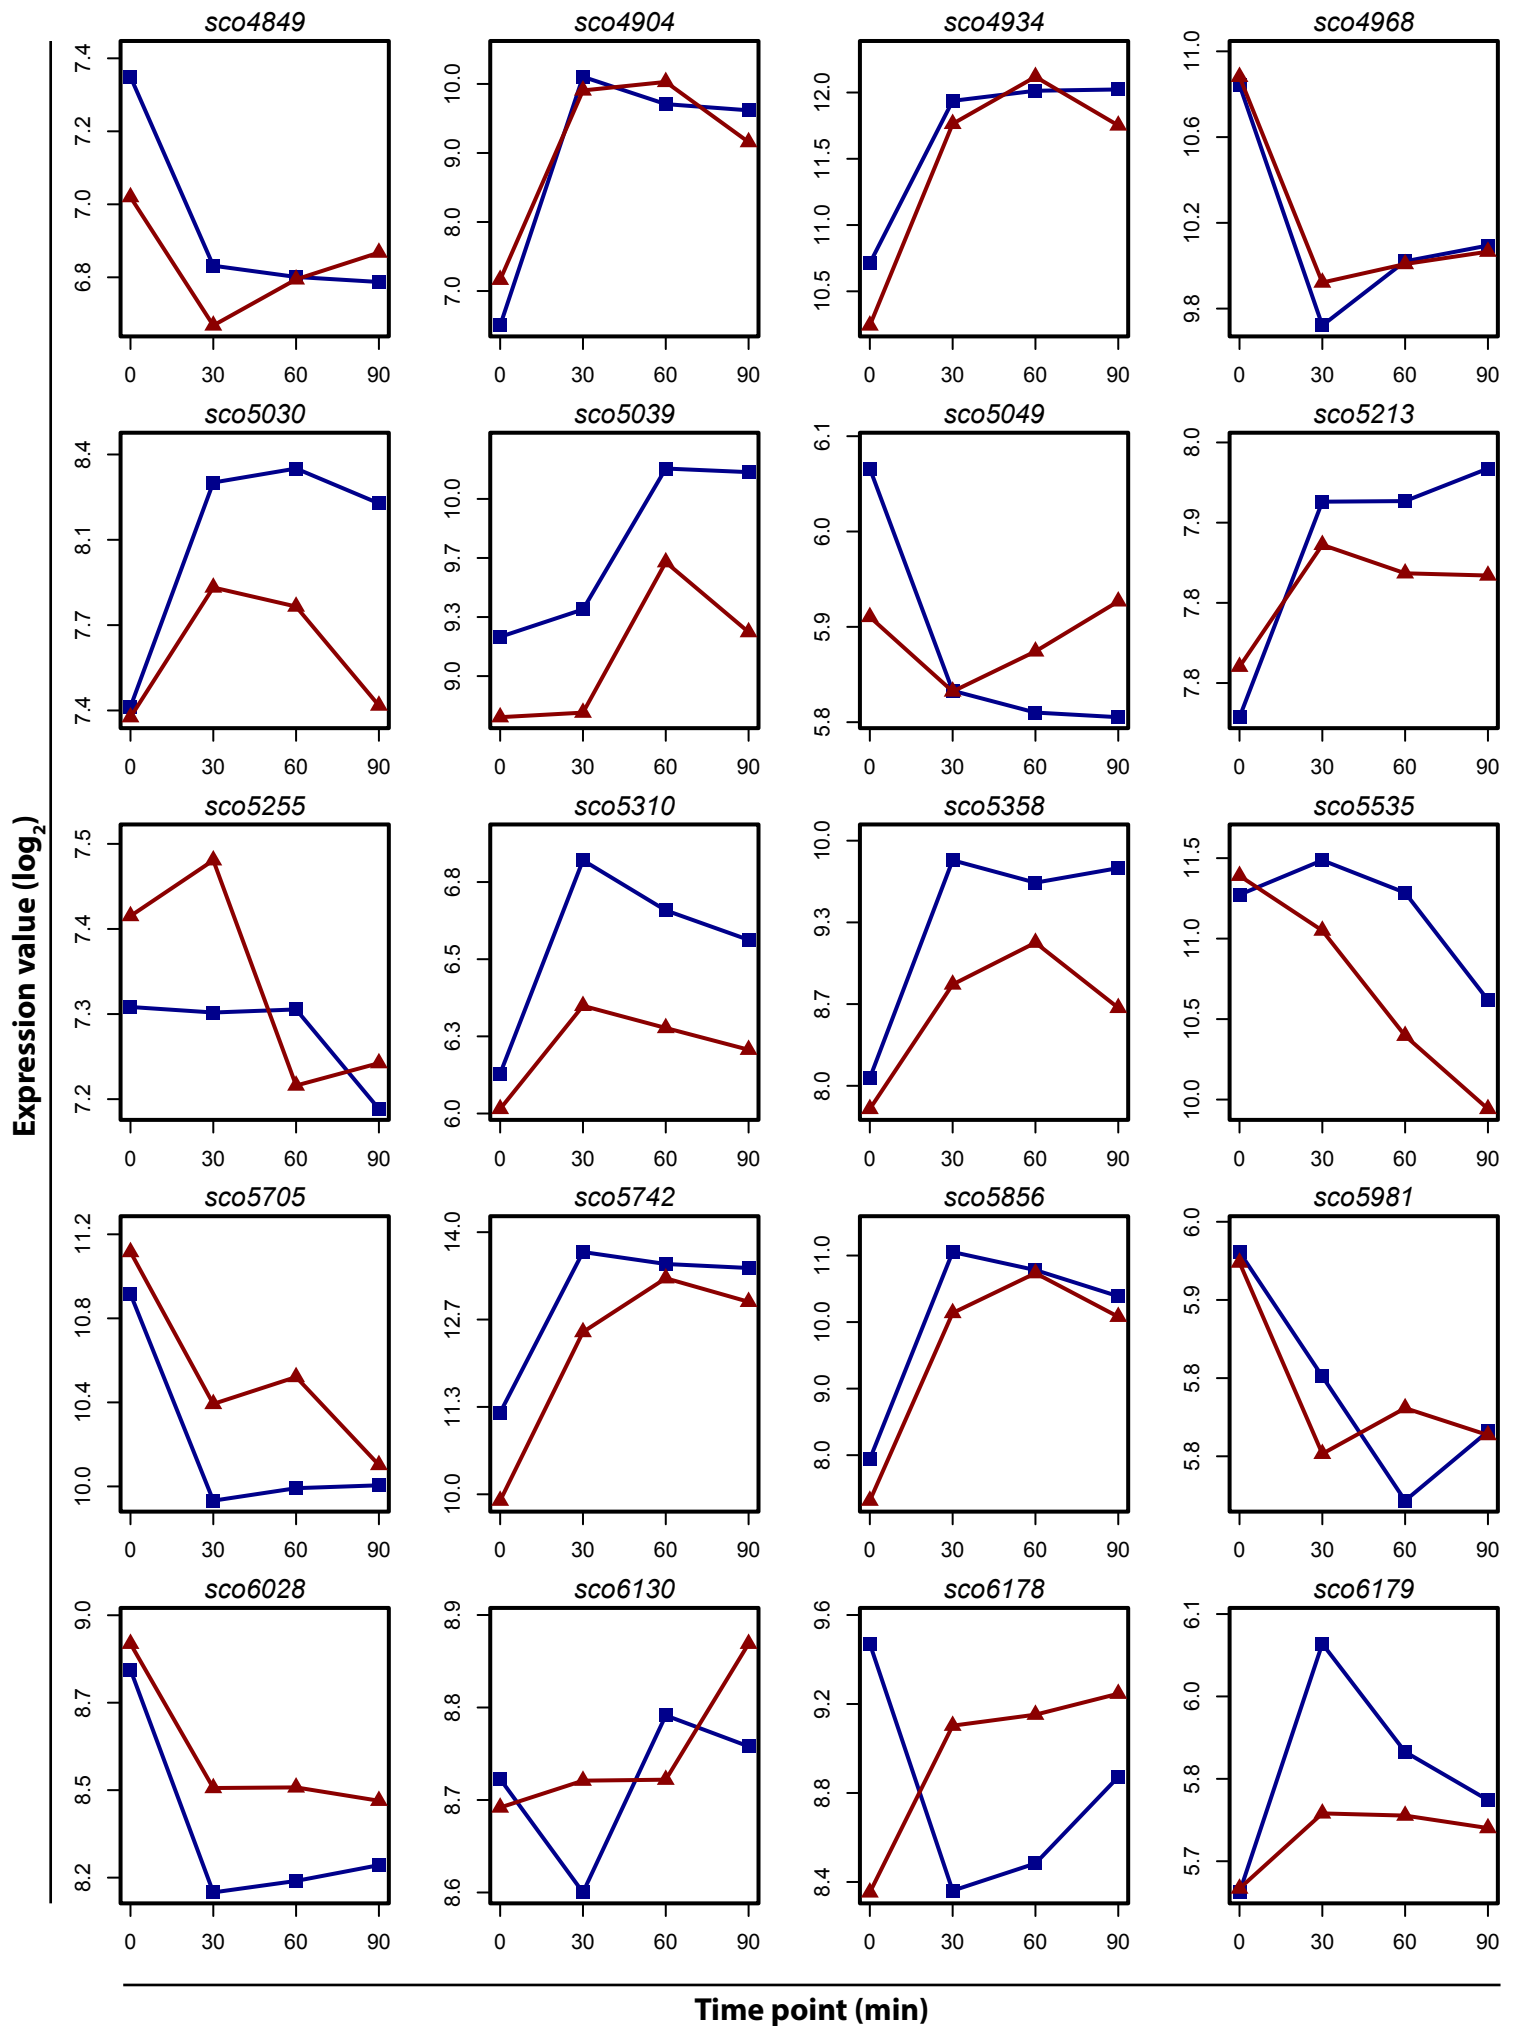 sco4849 sco4904 sco4934 sco4968
7.4 7.2 7.0 6.8
10.0 9.0 8.0 7.0
12.0 11.5 11.0 10.5
11.0 10.6 10.2 9.8
0 30 60 90 0 30 60 90 0 30 60 90 0 30 60 90
sco5030 sco5039 sco5049 sco5213
8.4 8.1 7.7 7.4
10.0 9.7 9.3 9.0
6.1 6.0 5.9 5.8
8.0 7.9 7.8 7.8
0 30 60 90 0 30 60 90 0 30 60 90 0 30 60 90
Expression value (log2)
sco5255 sco5310 sco5358 sco5535
7.5 7.4 7.3 7.2
6.8 6.5 6.3 6.0
10.0 9.3 8.7 8.0
11.5 11.0 10.5 10.0
0 30 60 90 0 30 60 90 0 30 60 90 0 30 60 90
sco5705 sco5742 sco5856 sco5981
11.2 10.8 10.4 10.0
14.0 12.7 11.3 10.0
11.0 10.0 9.0 8.0
6.0 5.9 5.8 5.8
0 30 60 90 0 30 60 90 0 30 60 90 0 30 60 90
sco6028 sco6130 sco6178 sco6179
9.0 8.7 8.5 8.2
8.9 8.8 8.7 8.6
9.6 9.2 8.8 8.4
6.1 6.0 5.8 5.7
0 30 60 90 0 30 60 90 0 30 60 90 0 30 60 90
Time point (min)